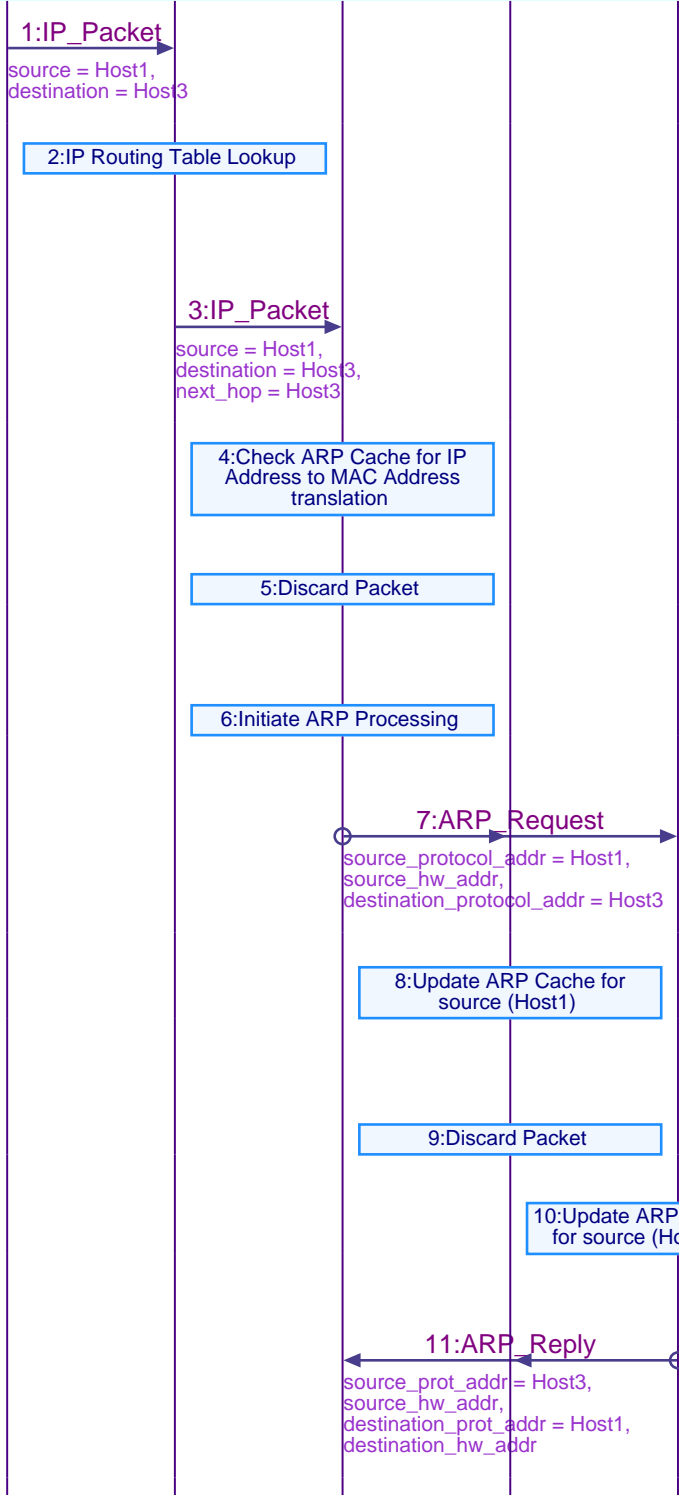 1:IP_Packet
source = Host1,
destination = Host3
2:IP Routing Table Lookup
3:IP_Packet
source = Host1,
destination = Host3,
next_hop = Host3
4:Check ARP Cache for IP
Address to MAC Address
translation
5:Discard Packet
6:Initiate ARP Processing
7:ARP_Request
source_protocol_addr = Host1,
source_hw_addr,
destination_protocol_addr = Host3
8:Update ARP Cache for
source (Host1)
9:Discard Packet
10:Update ARP
for source (Ho
11:ARP_Reply
source_prot_addr = Host3,
source_hw_addr,
destination_prot_addr = Host1,
destination_hw_addr